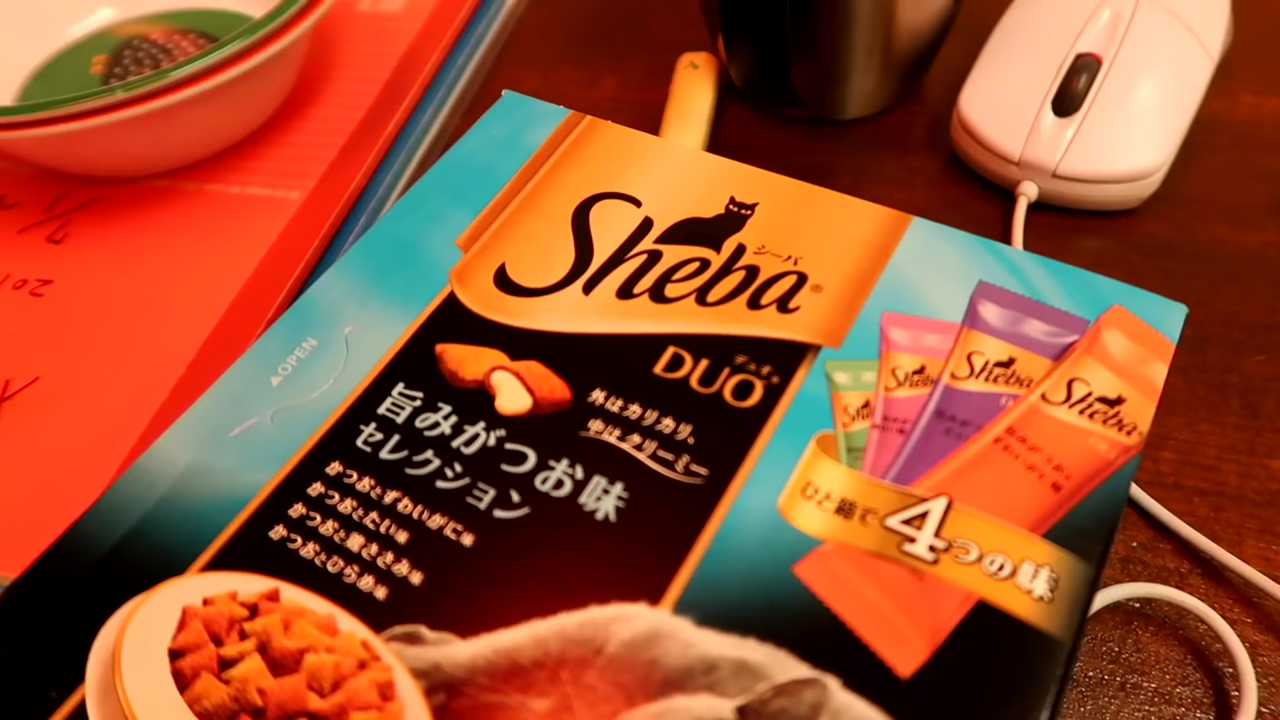 Sheba
シーバ
®
▲OPEN
DUO
デュオ
外はカリカリ、
中はクリーミー
旨みがつお味
セレクション
かつおとずわいがに味
かつおとたい味
かつおと蒸ささみ味
かつおとひらめ味
Sheba
Sheba
Sheba
Sheba
ひと箱で4つの味